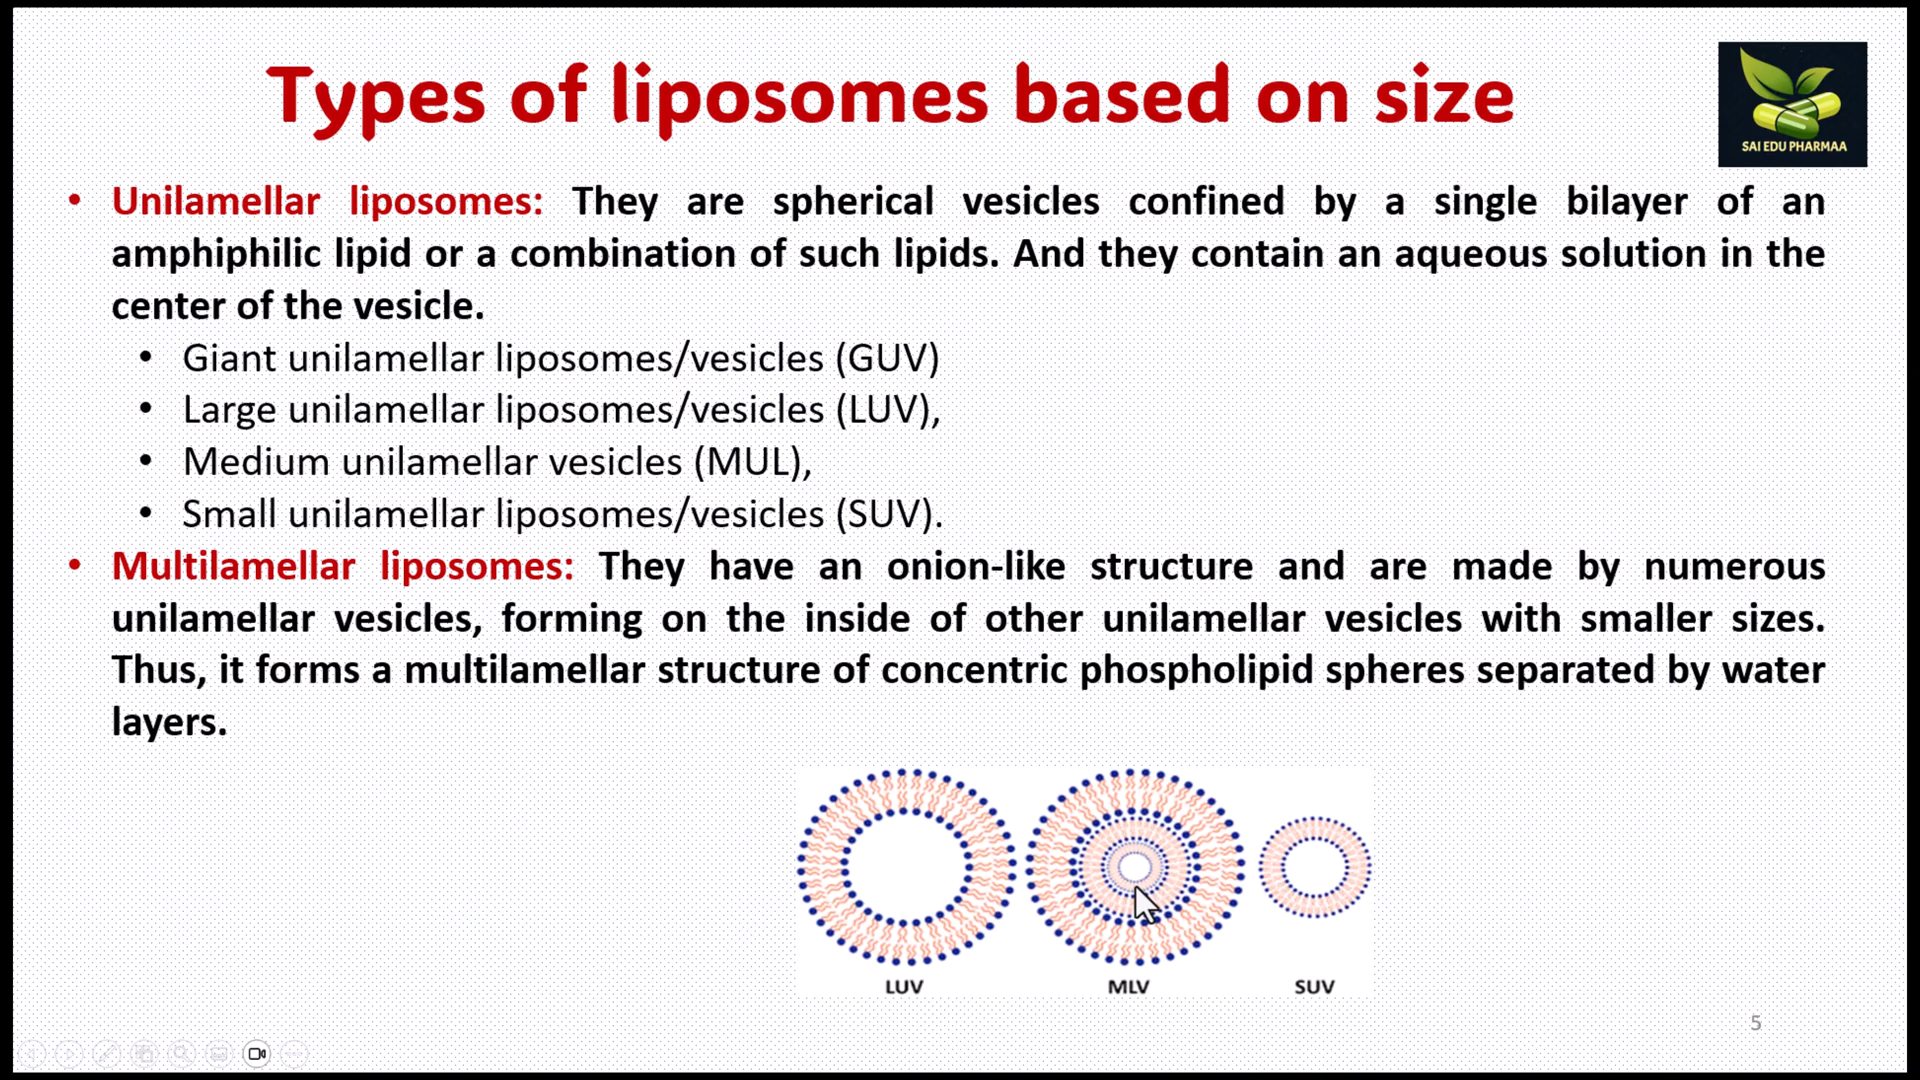 Types of liposomes based on size
SAI EDU PHARMAA
• Unilamellar liposomes: They are spherical vesicles confined by a single bilayer of an
amphiphilic lipid or a combination of such lipids. And they contain an aqueous solution in the
center of the vesicle.
• Giant unilamellar liposomes/vesicles (GUV)
• Large unilamellar liposomes/vesicles (LUV),
• Medium unilamellar vesicles (MUL),
• Small unilamellar liposomes/vesicles (SUV).
• Multilamellar liposomes: They have an onion-like structure and are made by numerous
unilamellar vesicles, forming on the inside of other unilamellar vesicles with smaller sizes.
Thus, it forms a multilamellar structure of concentric phospholipid spheres separated by water
layers.
LUV
MLV
SUV
5